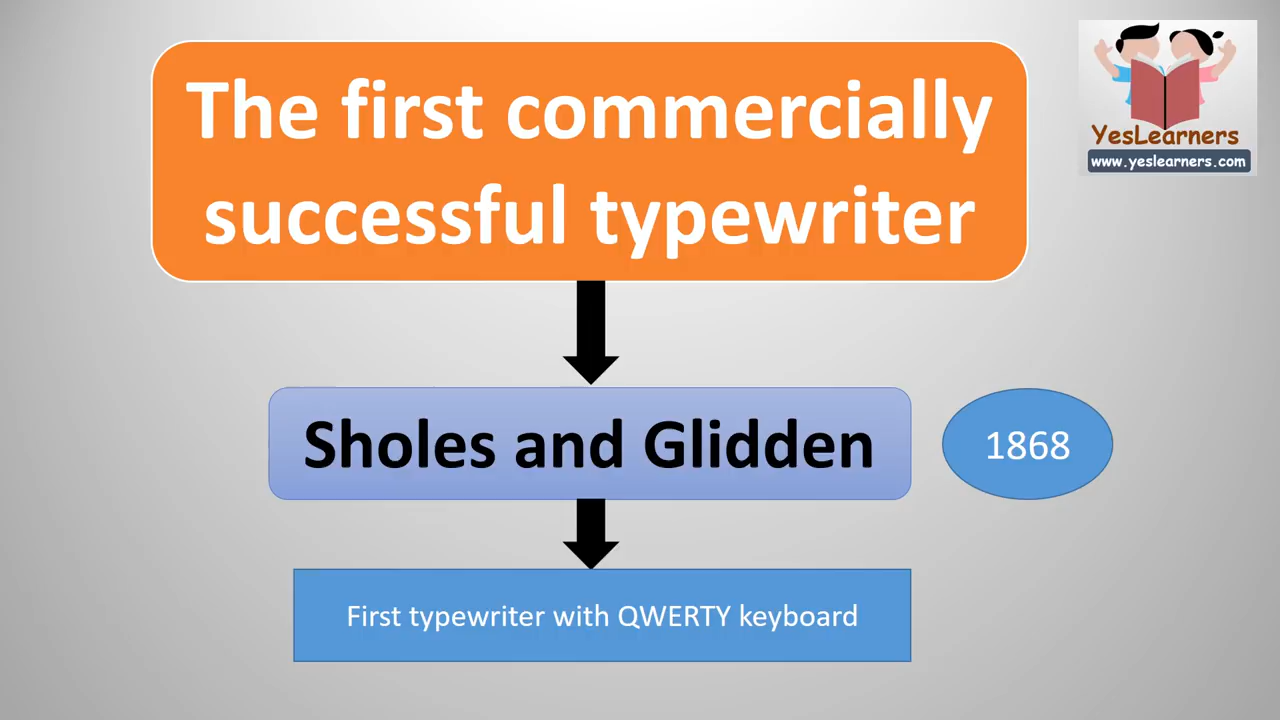 The first commercially
successful typewriter
YesLearners
www.yeslearners.com
Sholes and Glidden
1868
First typewriter with QWERTY keyboard